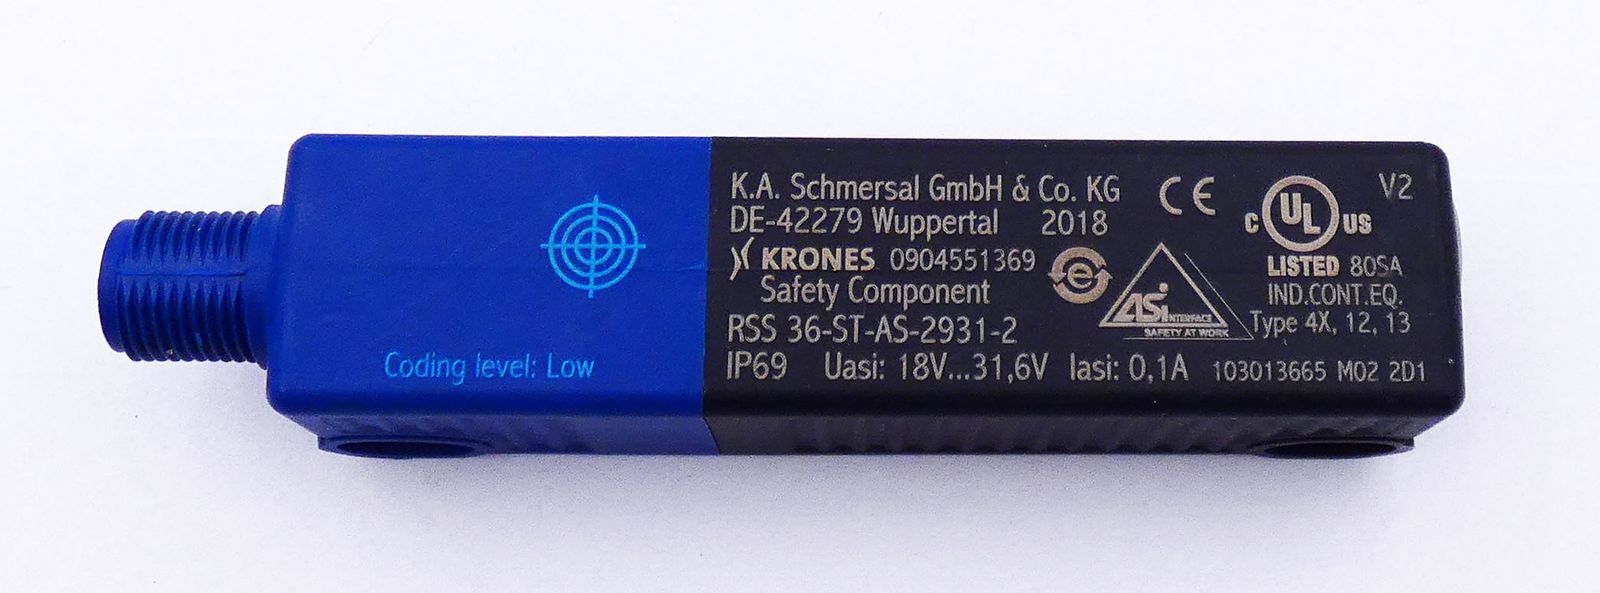 K.A. Schmersal GmbH & Co. KG
DE-42279 Wuppertal 2018
KRONES 0904551369
Safety Component
RSS 36-ST-AS-2931-2
IP69 Uasi: 18V...31,6V Iasi: 0,1A
CE
e
ASi INTERFACE
SAFETY AT WORK
V2
c UL us
LISTED 80SA
IND.CONT.EQ.
Type 4X, 12, 13
103013665 M02 2D1
Coding level: Low